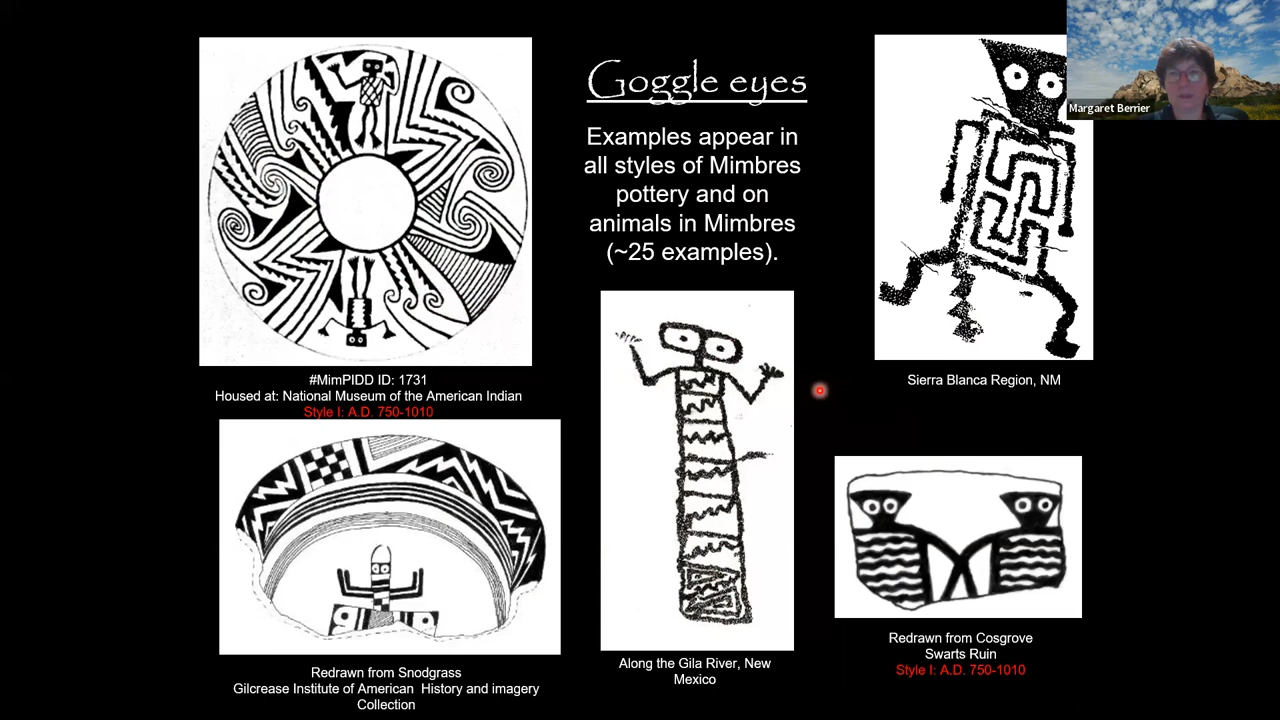 Goggle eyes
Examples appear in
all styles of Mimbres
pottery and on
animals in Mimbres
(~25 examples).
Margaret Berrier
#MimPIDD ID: 1731
Housed at: National Museum of the American Indian
Style I: A.D. 750-1010
Sierra Blanca Region, NM
Redrawn from Snodgrass
Gilcrease Institute of American History and imagery
Collection
Along the Gila River, New
Mexico
Redrawn from Cosgrove
Swarts Ruin
Style I: A.D. 750-1010